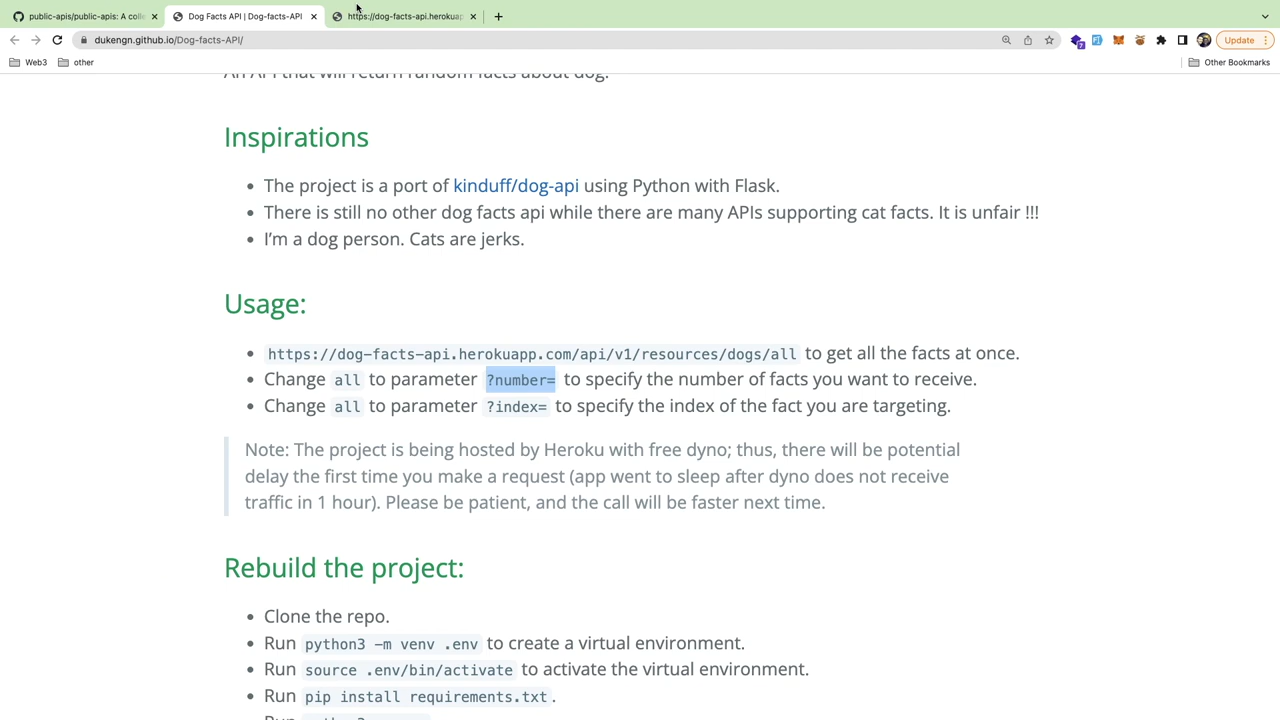 public-apis/public-apis: A colle
Dog Facts API | Dog-facts-API
https://dog-facts-api.herokuap
dukengn.github.io/Dog-facts-API/
7
Update
Web3
other
Other Bookmarks
An API that will return random facts about dog.
Inspirations
• The project is a port of kinduff/dog-api using Python with Flask.
• There is still no other dog facts api while there are many APIs supporting cat facts. It is unfair !!!
• I’m a dog person. Cats are jerks.
Usage:
• https://dog-facts-api.herokuapp.com/api/v1/resources/dogs/all to get all the facts at once.
• Change all to parameter ?number= to specify the number of facts you want to receive.
• Change all to parameter ?index= to specify the index of the fact you are targeting.
Note: The project is being hosted by Heroku with free dyno; thus, there will be potential
delay the first time you make a request (app went to sleep after dyno does not receive
traffic in 1 hour). Please be patient, and the call will be faster next time.
Rebuild the project:
• Clone the repo.
• Run python3 -m venv .env to create a virtual environment.
• Run source .env/bin/activate to activate the virtual environment.
• Run pip install requirements.txt.
Run